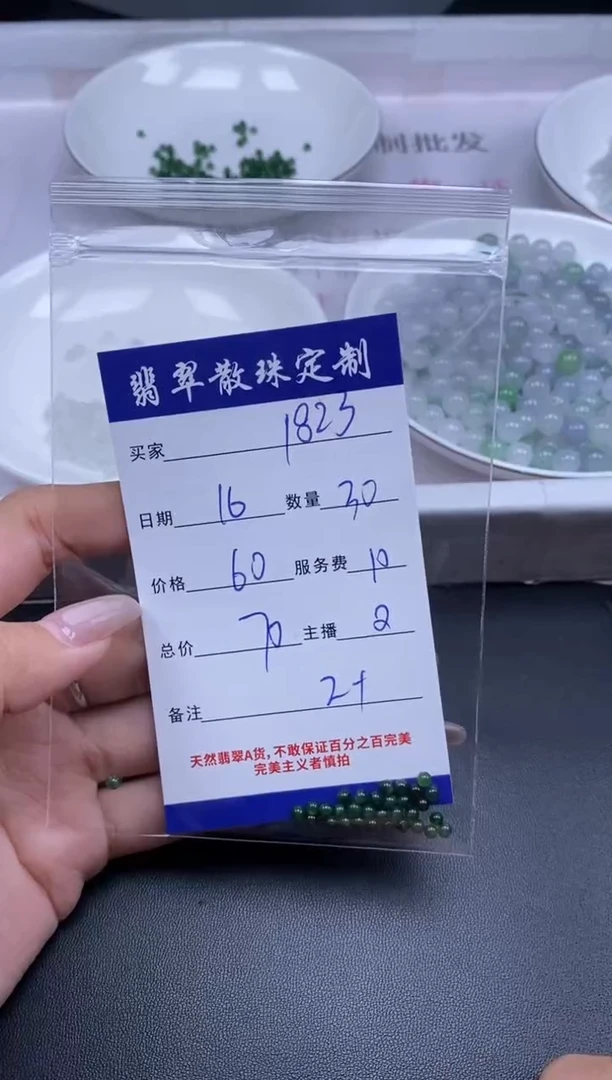 制批发
翡翠散珠定制
买家 1823
日期 16 数量 30
价格 60 服务费 10
总价 70 主播 2
备注 2+
天然翡翠A货，不敢保证百分之百完美
完美主义者慎拍